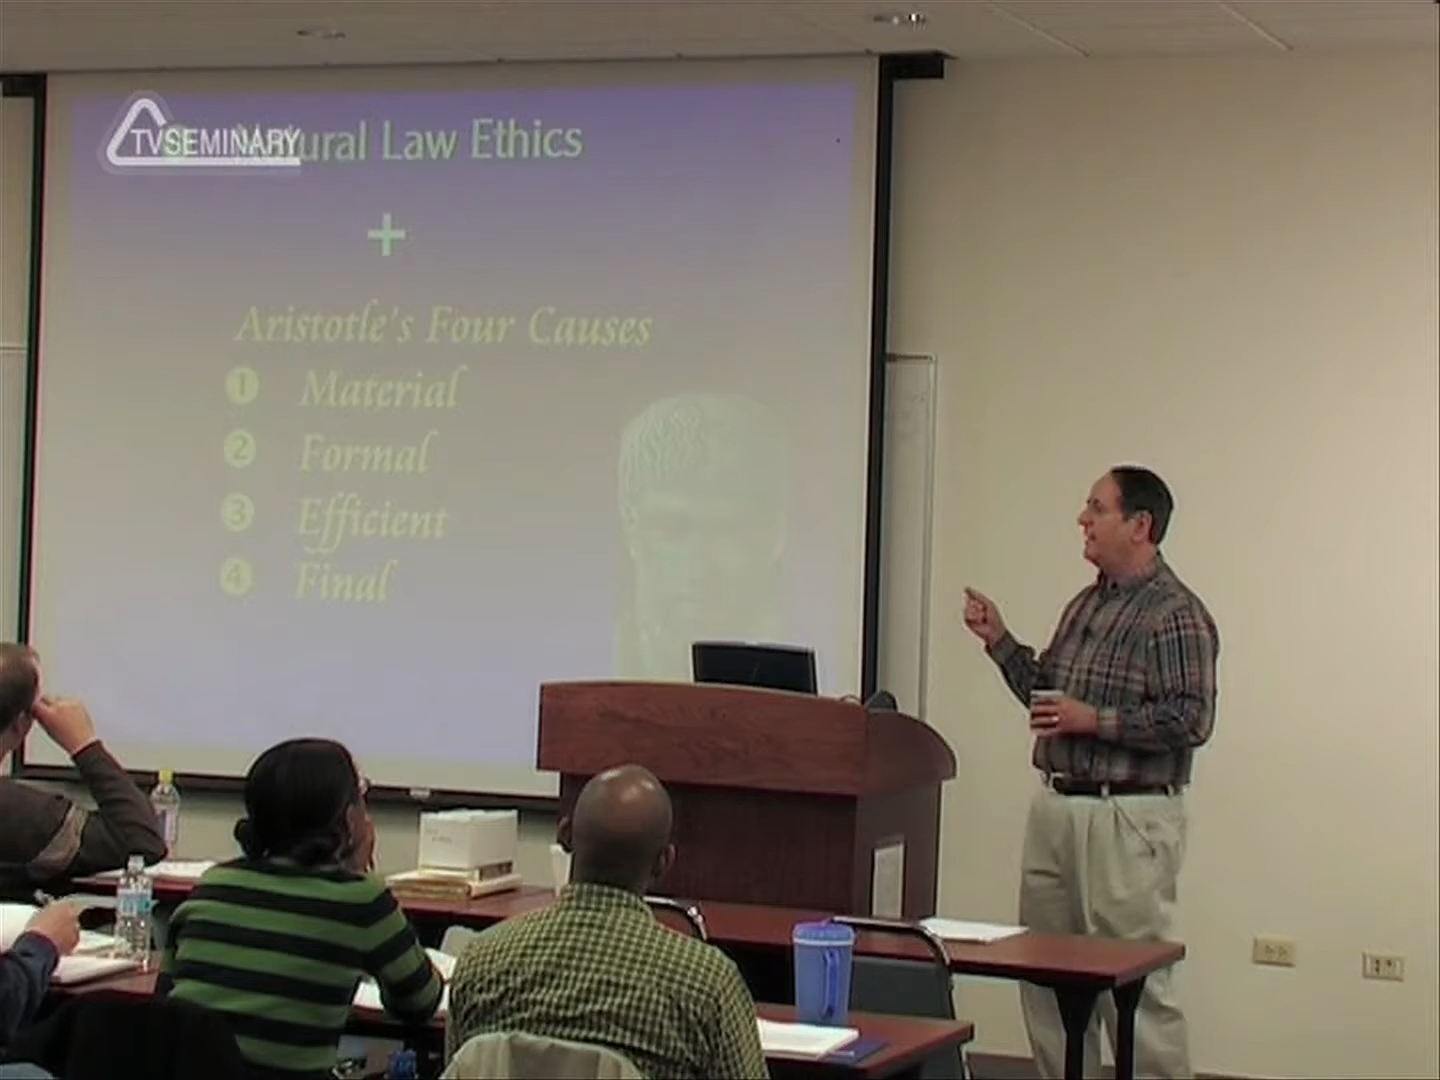 TVSEMINARY
Natural Law Ethics
+
Aristotle's Four Causes
1 Material
2 Formal
3 Efficient
4 Final